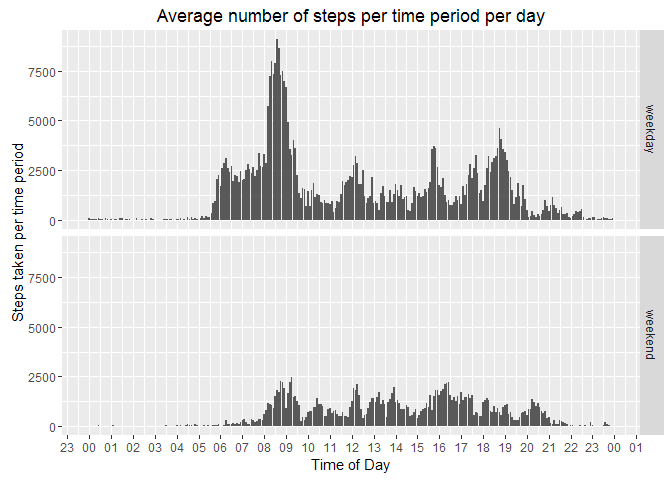 Average number of steps per time period per day
Steps taken per time period
7500
5000
2500
0
weekday
7500
5000
2500
0
weekend
23 00 01 02 03 04 05 06 07 08 09 10 11 12 13 14 15 16 17 18 19 20 21 22 23 00 01
Time of Day